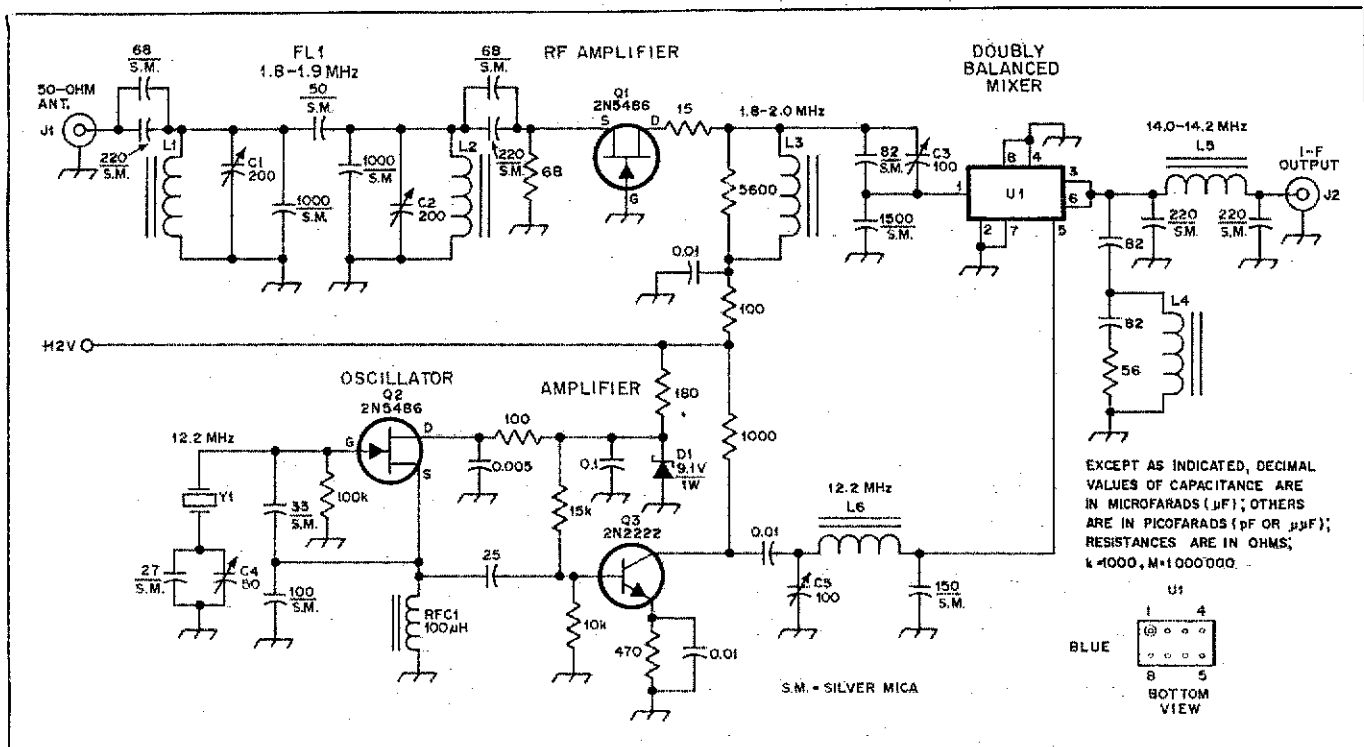 68
S.M.
FL1
1.8-1.9 MHz
68
S.M.
RF AMPLIFIER
DOUBLY
BALANCED
MIXER
50-OHM
ANT.
J1
50
S.M.
Q1
2N5486
S
D
G
15
1.8-2.0 MHz
14.0-14.2 MHz
L5
I-F
OUTPUT
J2
220
S.M.
L1
C1
200
1000
S.M.
1000
S.M.
C2
200
L2
220
S.M.
68
5600
L3
82
S.M.
C3
100
1500
S.M.
8
4
1
U1
3
6
2
7
5
220
S.M.
220
S.M.
82
0.01
100
L4
82
56
+12V
OSCILLATOR
Q2
2N5486
AMPLIFIER
180
1000
12.2 MHz
G
D
S
100
0.005
0.1
D1
9.1V
1W
Y1
33
S.M.
100k
15k
Q3
2N2222
0.01
12.2 MHz
L6
27
S.M.
C4
50
100
S.M.
25
RFC1
100µH
10k
470
0.01
C5
100
150
S.M.
EXCEPT AS INDICATED, DECIMAL
VALUES OF CAPACITANCE ARE
IN MICROFARADS (µF); OTHERS
ARE IN PICOFARADS (pF OR µµF);
RESISTANCES ARE IN OHMS;
k=1000, M=1000000.
S.M. = SILVER MICA
U1
1
4
BLUE
8
5
BOTTOM
VIEW